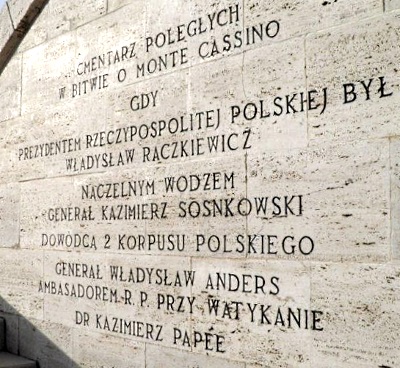 CMENTARZ POLEGŁYCH
W BITWIE O MONTE CASSINO
GDY
PREZYDENTEM RZECZYPOSPOLITEJ POLSKIEJ BYŁ
WŁADYSŁAW RACZKIEWICZ
NACZELNYM WODZEM
GENERAŁ KAZIMIERZ SOSNKOWSKI
DOWÓDCĄ 2 KORPUSU POLSKIEGO
GENERAŁ WŁADYSŁAW ANDERS
AMBASADOREM R. P. PRZY WATYKANIE
DR KAZIMIERZ PAPÉE